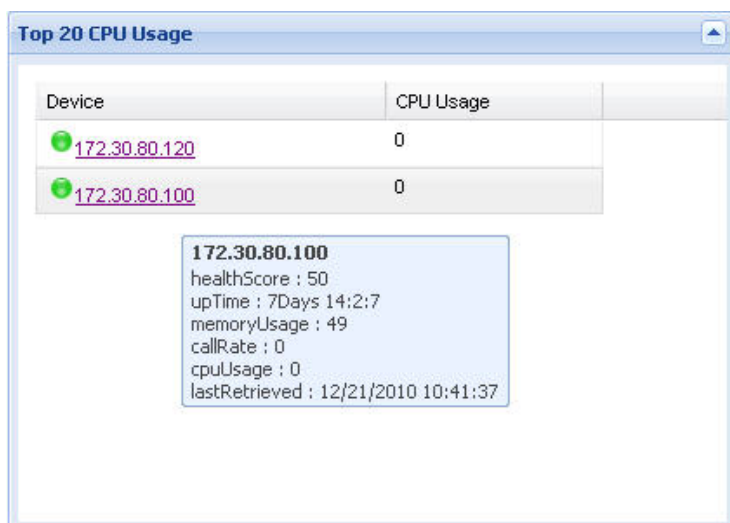 Top 20 CPU Usage
Device CPU Usage
172.30.80.120 0
172.30.80.100 0
172.30.80.100
healthScore : 50
upTime : 7Days 14:2:7
memoryUsage : 49
callRate : 0
cpuUsage : 0
lastRetrieved : 12/21/2010 10:41:37